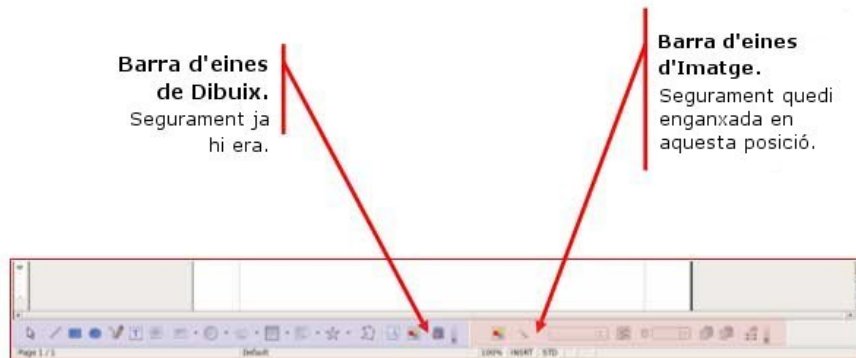 Barra d'eines
de Dibuix.
Segurament ja
hi era.
Barra d'eines
d'Imatge.
Segurament quedi
enganxada en
aquesta posició.
Page 1 / 1
Default
100%
INSRT
STD